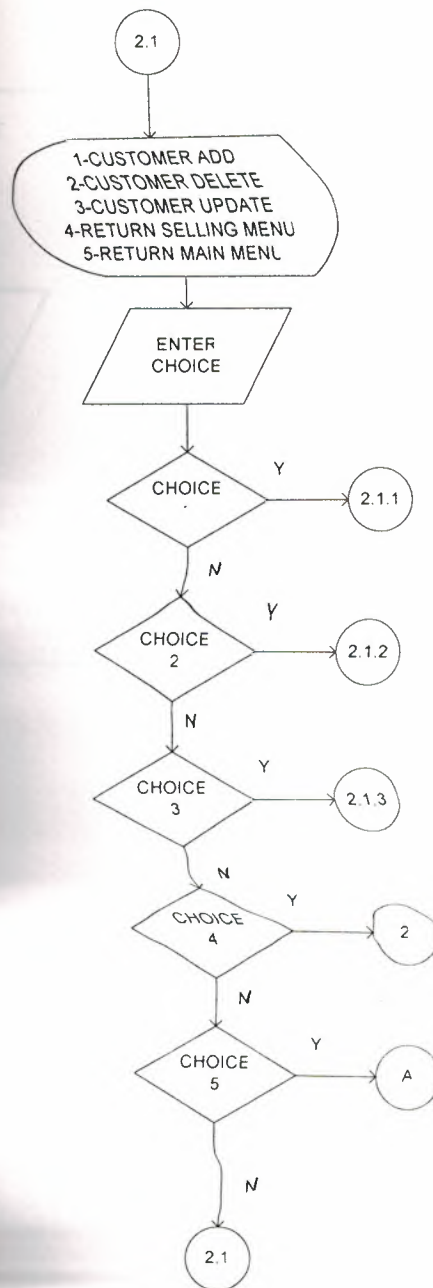 2.1
1-CUSTOMER ADD
2-CUSTOMER DELETE
3-CUSTOMER UPDATE
4-RETURN SELLING MENU
5-RETURN MAIN MENU
ENTER
CHOICE
CHOICE
Y
2.1.1
N
CHOICE
2
Y
2.1.2
N
CHOICE
3
Y
2.1.3
N
CHOICE
4
Y
2
N
CHOICE
5
Y
A
N
2.1